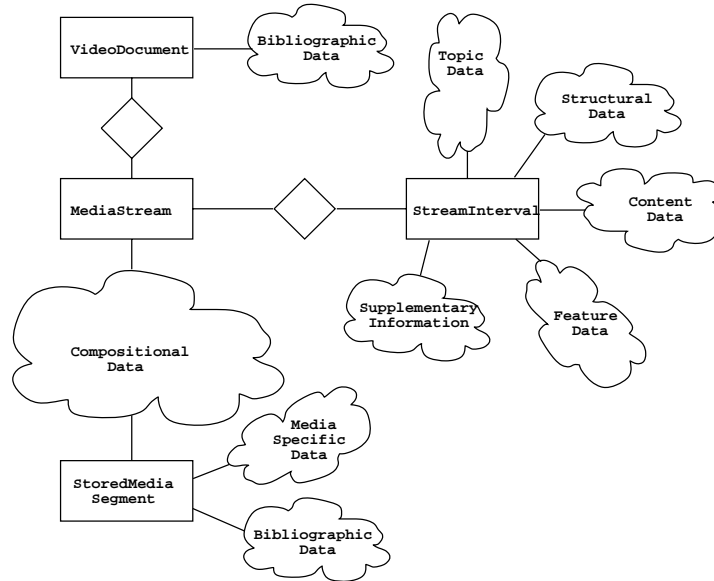 VideoDocument
Bibliographic
Data
Topic
Data
Structural
Data
MediaStream
StreamInterval
Content
Data
Supplementary
Information
Feature
Data
Compositional
Data
Media
Specific
Data
StoredMedia
Segment
Bibliographic
Data